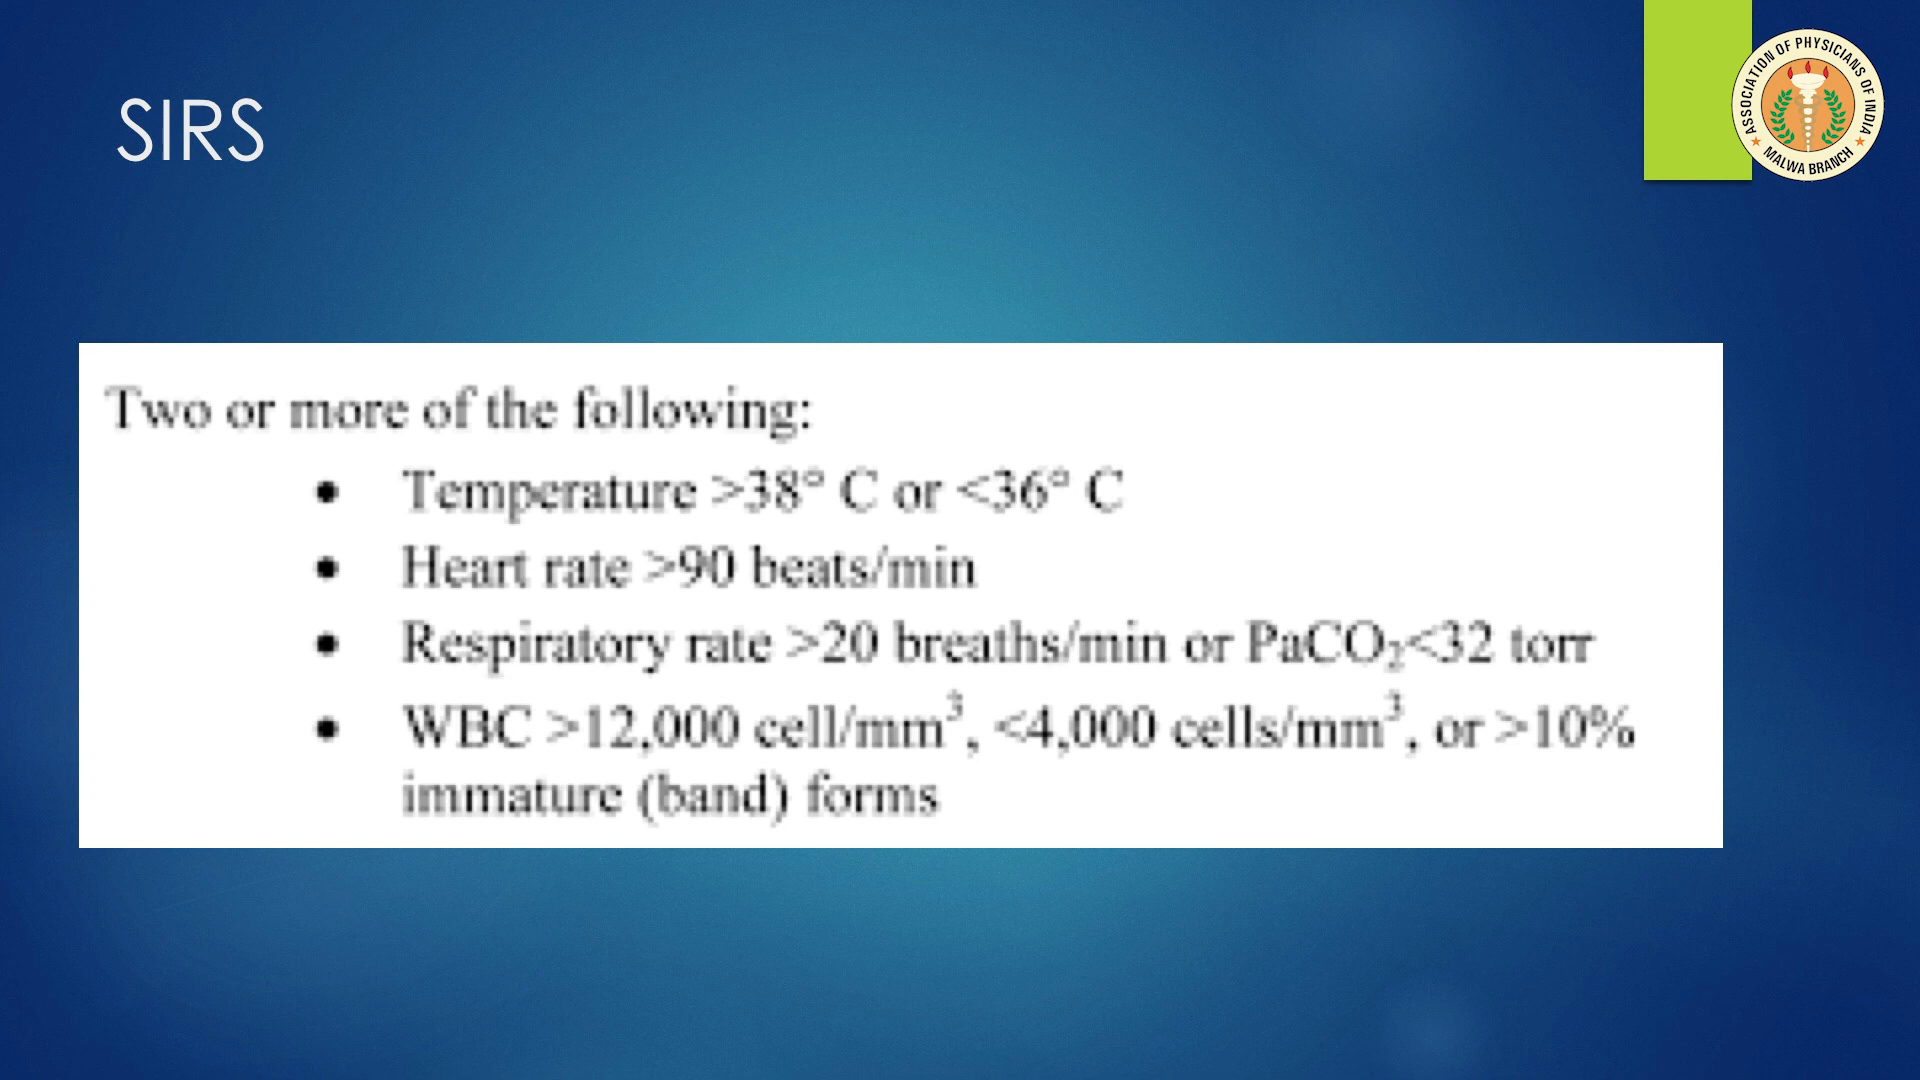 SIRS
ASSOCIATION OF PHYSICIANS OF INDIA
MALWA BRANCH
Two or more of the following:
• Temperature >38° C or <36° C
• Heart rate >90 beats/min
• Respiratory rate >20 breaths/min or PaCO₂<32 torr
• WBC >12,000 cell/mm³, <4,000 cells/mm³, or >10%
immature (band) forms